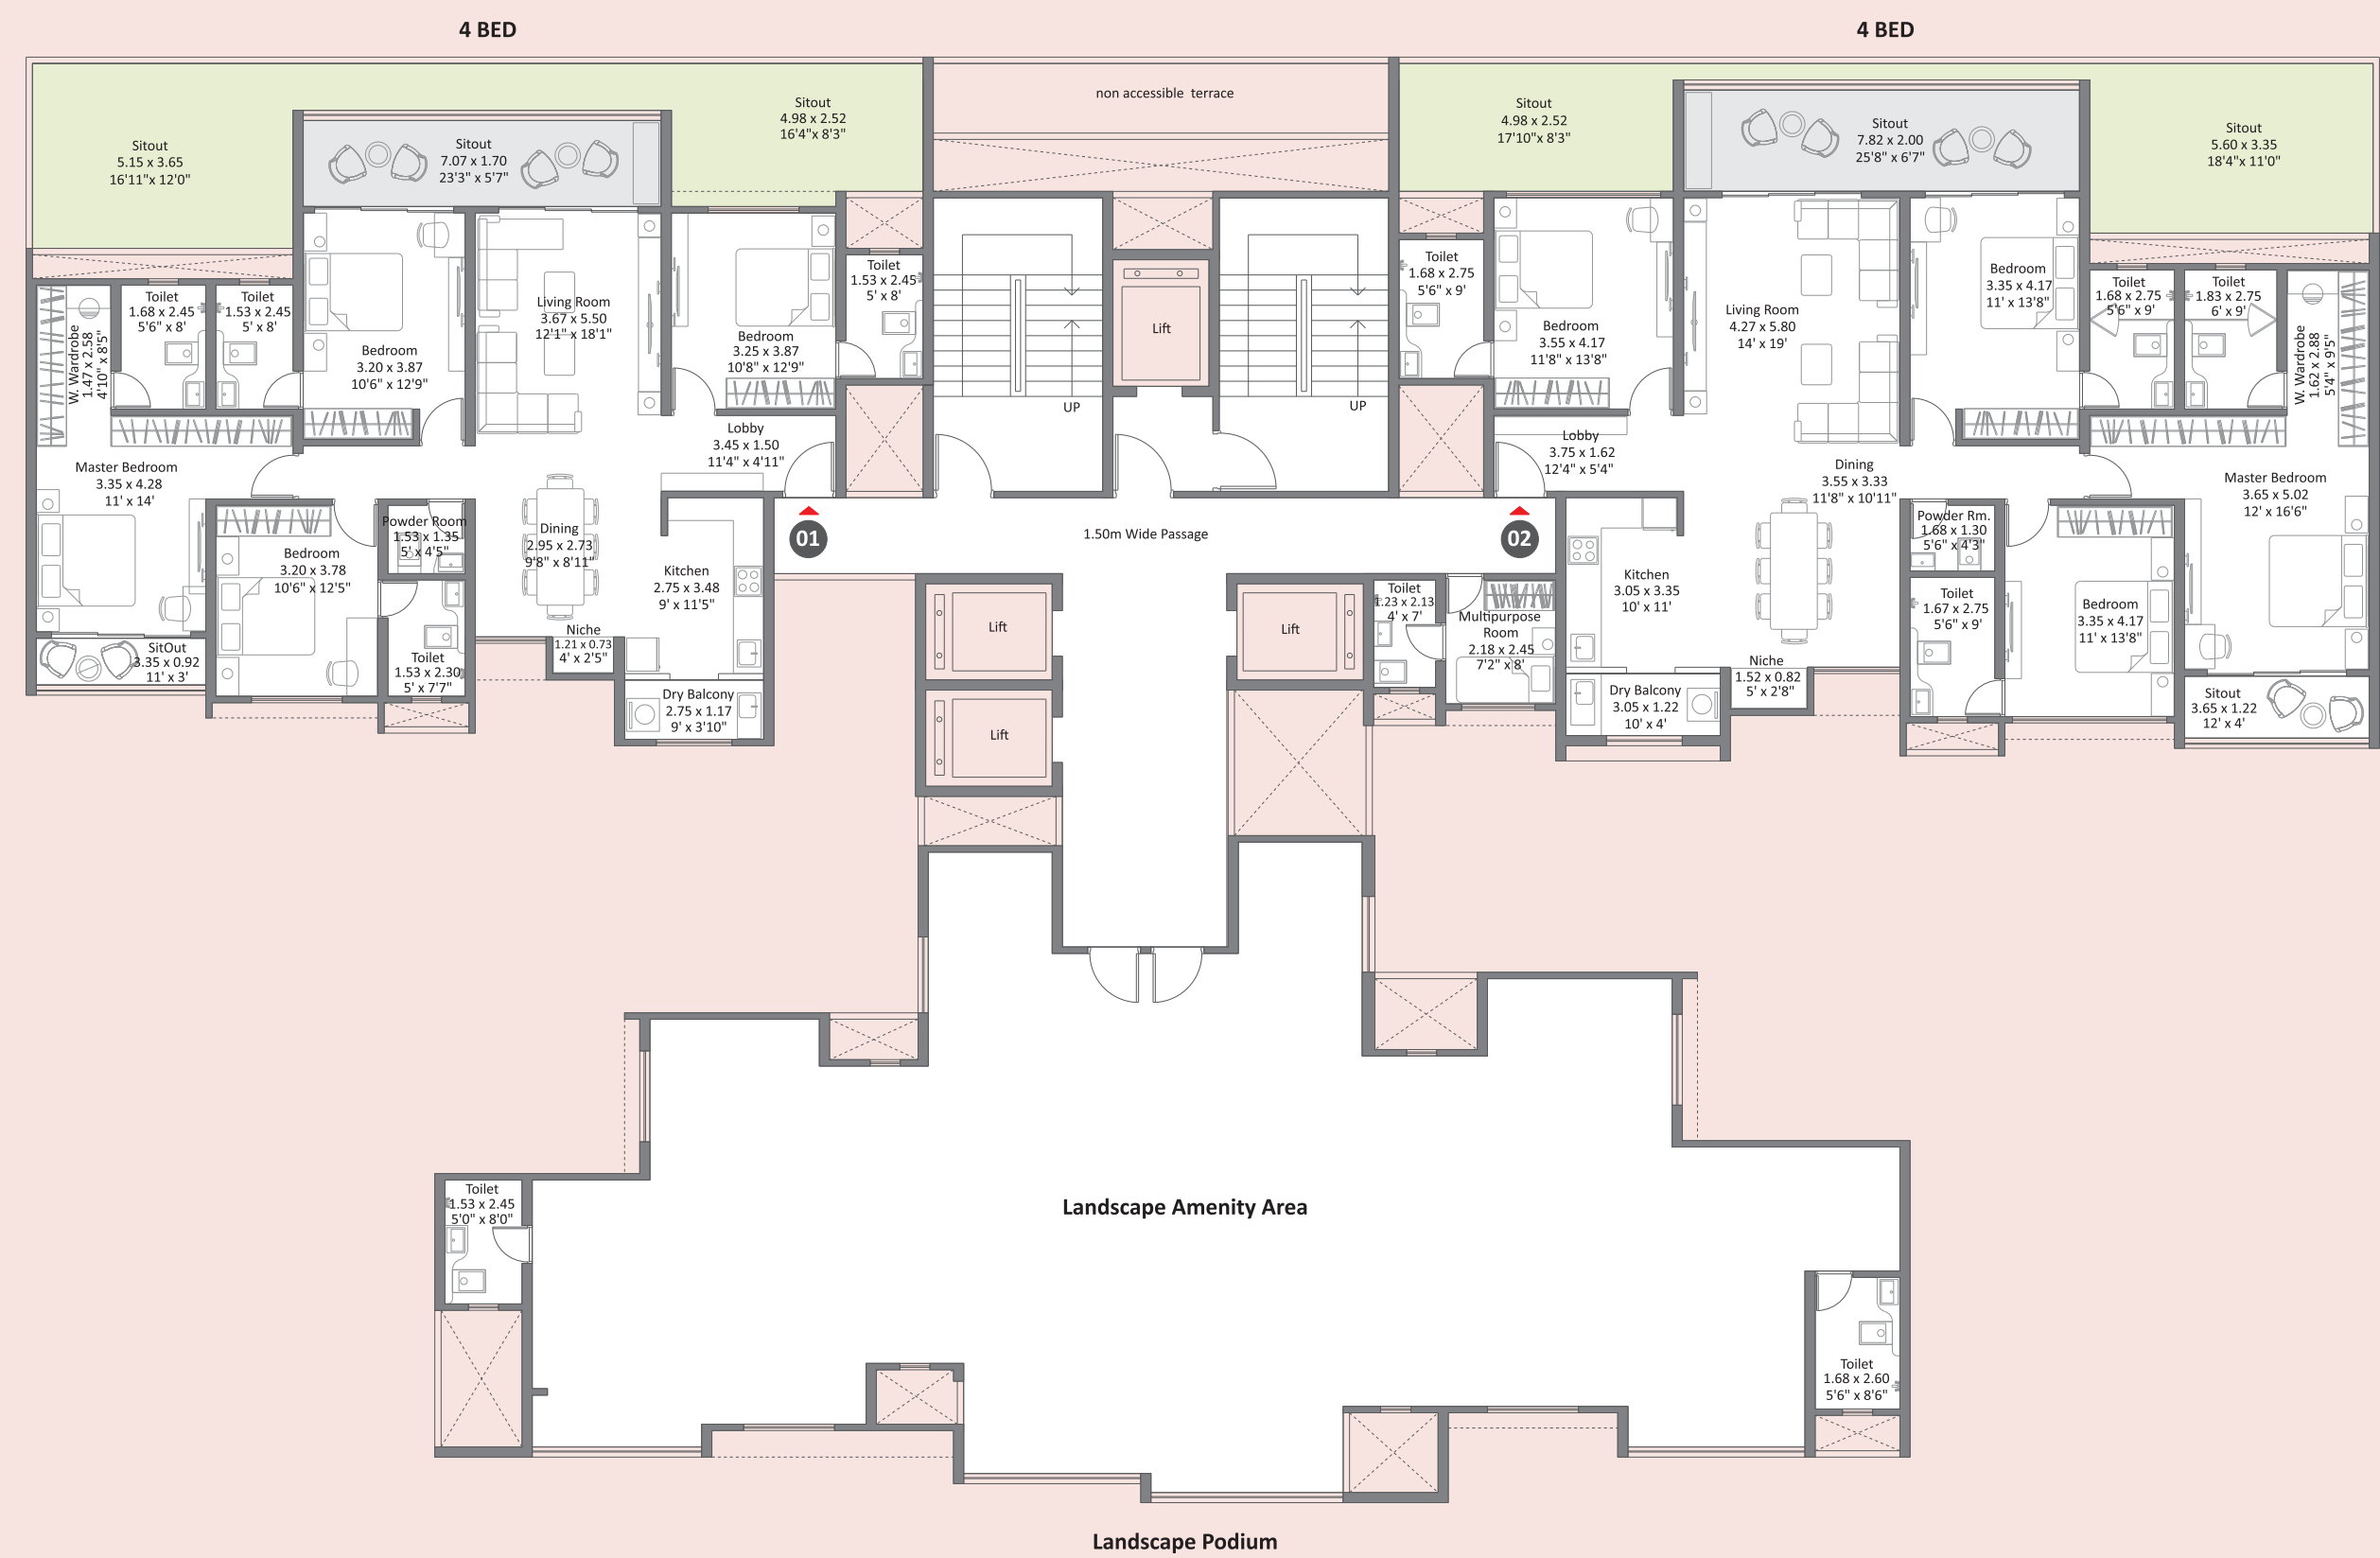 4 BED
4 BED
Sitout
5.15 x 3.65
16'11"x 12'0"
Sitout
7.07 x 1.70
23'3" x 5'7"
Sitout
4.98 x 2.52
16'4"x 8'3"
non accessible terrace
Sitout
4.98 x 2.52
17'10"x 8'3"
Sitout
7.82 x 2.00
25'8" x 6'7"
Sitout
5.60 x 3.35
18'4"x 11'0"
W. Wardrobe
1.47 x 2.58
4'10" x 8'5"
Toilet
1.68 x 2.45
5'6" x 8'
Toilet
1.53 x 2.45
5' x 8'
Bedroom
3.20 x 3.87
10'6" x 12'9"
Living Room
3.67 x 5.50
12'1" x 18'1"
Bedroom
3.25 x 3.87
10'8" x 12'9"
Toilet
1.53 x 2.45
5' x 8'
UP
Lift
UP
Toilet
1.68 x 2.75
5'6" x 9'
Bedroom
3.55 x 4.17
11'8" x 13'8"
Living Room
4.27 x 5.80
14' x 19'
Bedroom
3.35 x 4.17
11' x 13'8"
Toilet
1.68 x 2.75
5'6" x 9'
Toilet
1.83 x 2.75
6' x 9'
W. Wardrobe
1.62 x 2.88
5'4" x 9'5"
Master Bedroom
3.35 x 4.28
11' x 14'
Lobby
3.45 x 1.50
11'4" x 4'11"
Lobby
3.75 x 1.62
12'4" x 5'4"
Dining
3.55 x 3.33
11'8" x 10'11"
Master Bedroom
3.65 x 5.02
12' x 16'6"
Bedroom
3.20 x 3.78
10'6" x 12'5"
Powder Room
1.53 x 1.35
5' x 4'5"
Dining
2.95 x 2.73
9'8" x 8'11"
Kitchen
2.75 x 3.48
9' x 11'5"
01
1.50m Wide Passage
02
Kitchen
3.05 x 3.35
10' x 11'
Powder Rm.
1.68 x 1.30
5'6" x 4'3"
Toilet
1.67 x 2.75
5'6" x 9'
Bedroom
3.35 x 4.17
11' x 13'8"
SitOut
3.35 x 0.92
11' x 3'
Toilet
1.53 x 2.30
5' x 7'7"
Niche
1.21 x 0.73
4' x 2'5"
Dry Balcony
2.75 x 1.17
9' x 3'10"
Lift
Lift
Lift
Toilet
1.23 x 2.13
4' x 7'
Multipurpose
Room
2.18 x 2.45
7'2" x 8'
Dry Balcony
3.05 x 1.22
10' x 4'
Niche
1.52 x 0.82
5' x 2'8"
Sitout
3.65 x 1.22
12' x 4'
Toilet
1.53 x 2.45
5'0" x 8'0"
Landscape Amenity Area
Toilet
1.68 x 2.60
5'6" x 8'6"
Landscape Podium